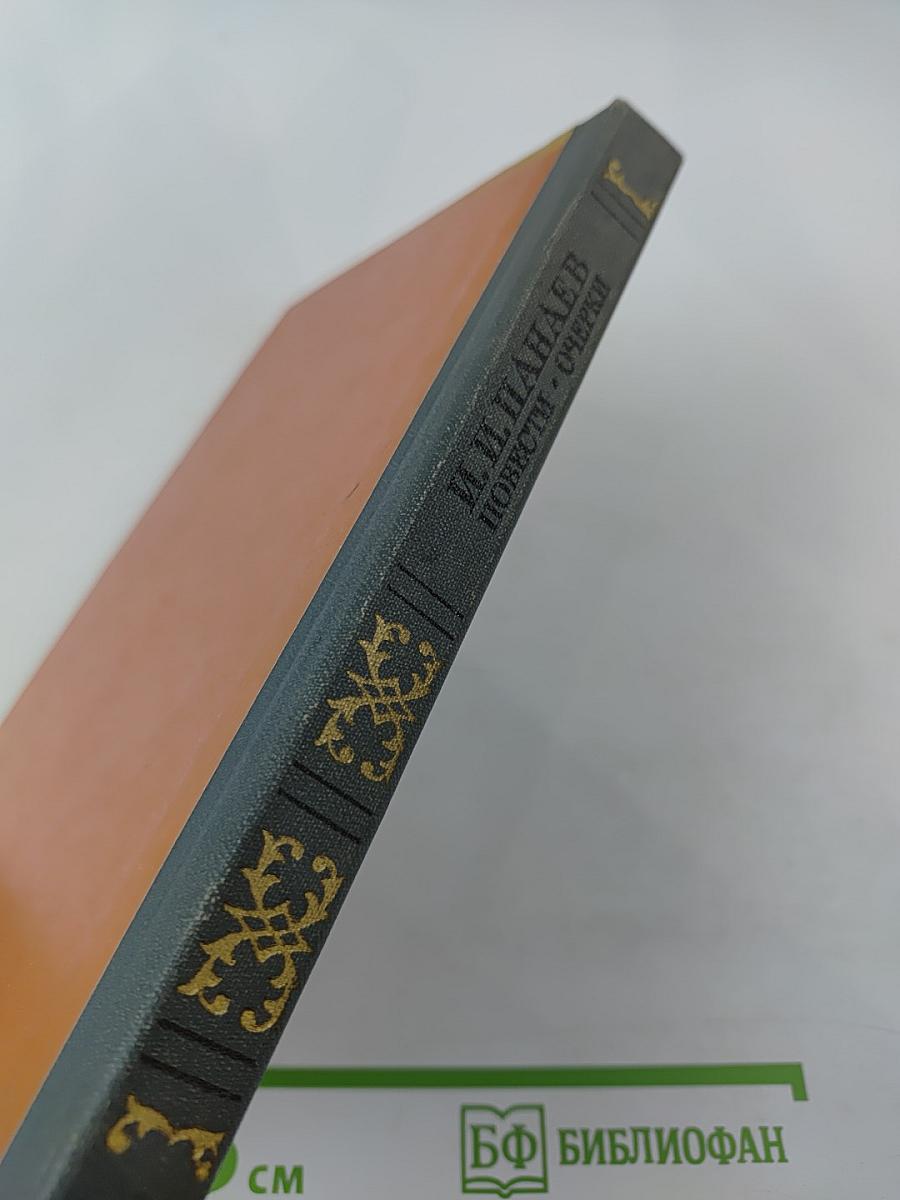 И. И. ПАНАЕВ
ПОВЕСТИ • ОЧЕРКИ
см
БФ БИБЛИОФАН